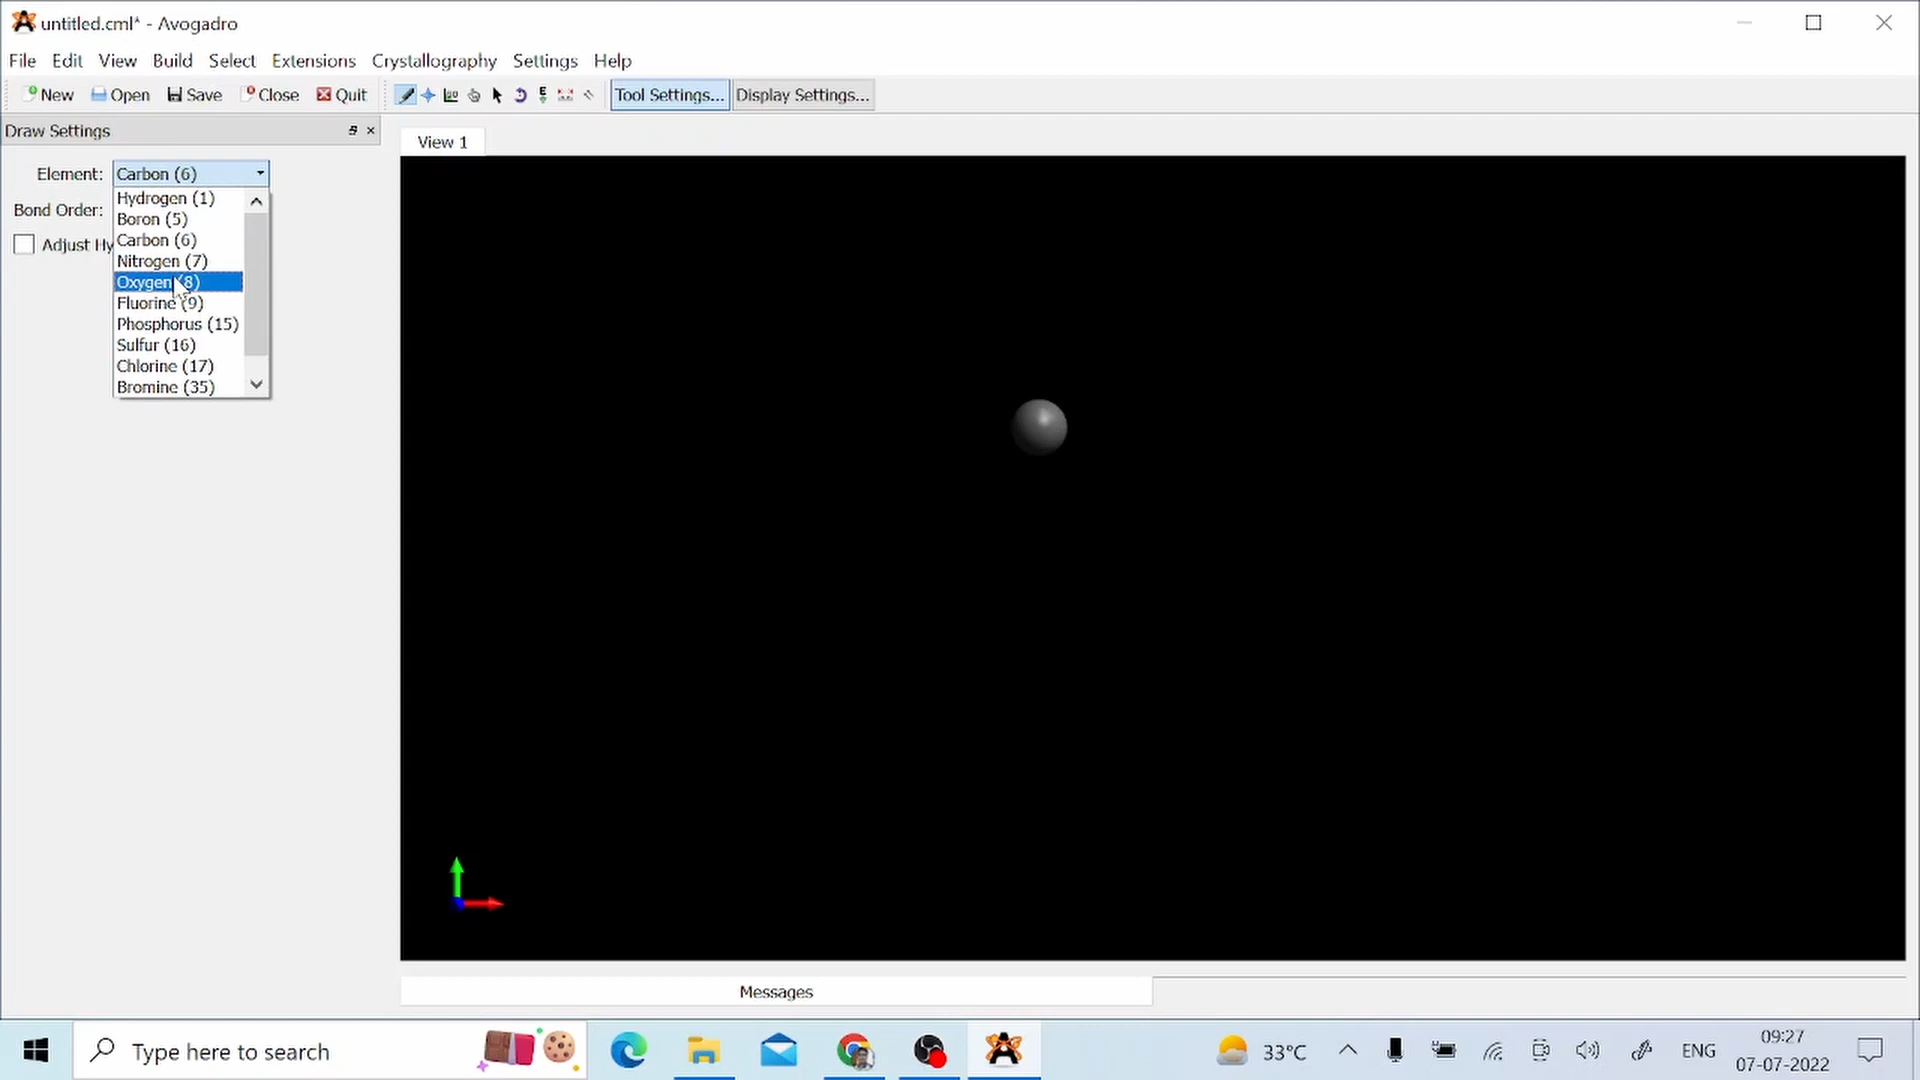 untitled.cml* - Avogadro
File Edit View Build Select Extensions Crystallography Settings Help
New Open Save Close Quit Tool Settings... Display Settings...
Draw Settings
View 1
Element: Carbon (6)
Hydrogen (1)
Bond Order:
Boron (5)
Carbon (6)
Adjust Hy
Nitrogen (7)
Oxygen (8)
Fluorine (9)
Phosphorus (15)
Sulfur (16)
Chlorine (17)
Bromine (35)
Messages
Type here to search
33°C
ENG
09:27
07-07-2022